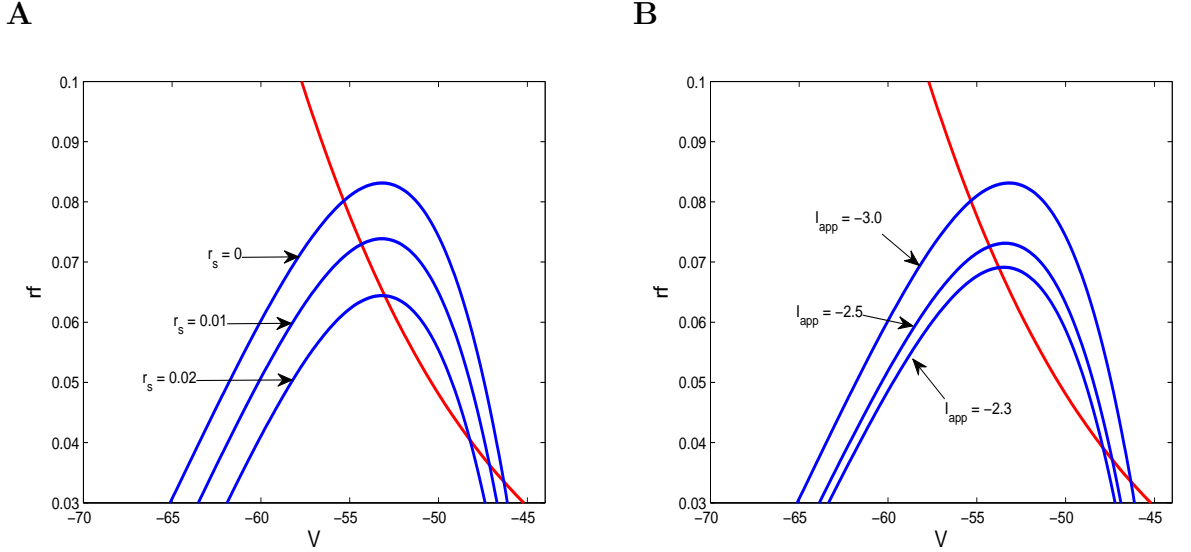 A
0.1
0.09
0.08
0.07
0.06
0.05
0.04
0.03
rf
r_s = 0
r_s = 0.01
r_s = 0.02
−70 −65 −60 −55 −50 −45
V
B
0.1
0.09
0.08
0.07
0.06
0.05
0.04
0.03
rf
I_app = −3.0
I_app = −2.5
I_app = −2.3
−70 −65 −60 −55 −50 −45
V